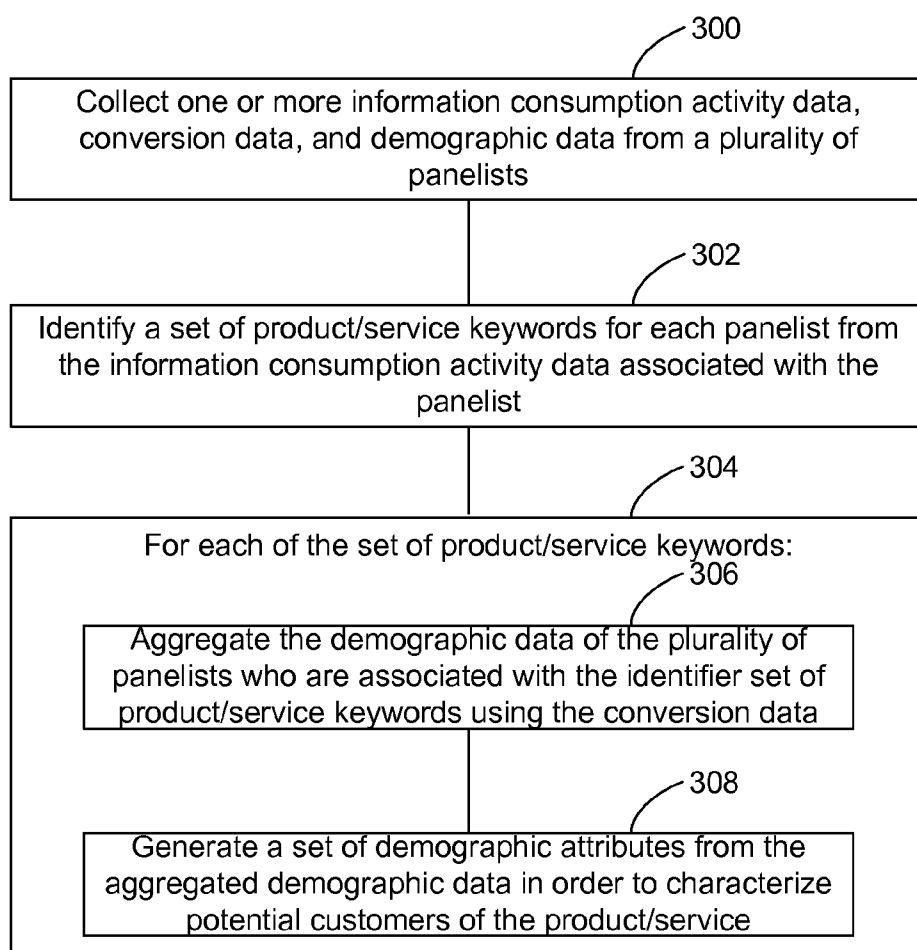 300
Collect one or more information consumption activity data,
conversion data, and demographic data from a plurality of
panelists
302
Identify a set of product/service keywords for each panelist from
the information consumption activity data associated with the
panelist
304
For each of the set of product/service keywords:
306
Aggregate the demographic data of the plurality of
panelists who are associated with the identifier set of
product/service keywords using the conversion data
308
Generate a set of demographic attributes from the
aggregated demographic data in order to characterize
potential customers of the product/service